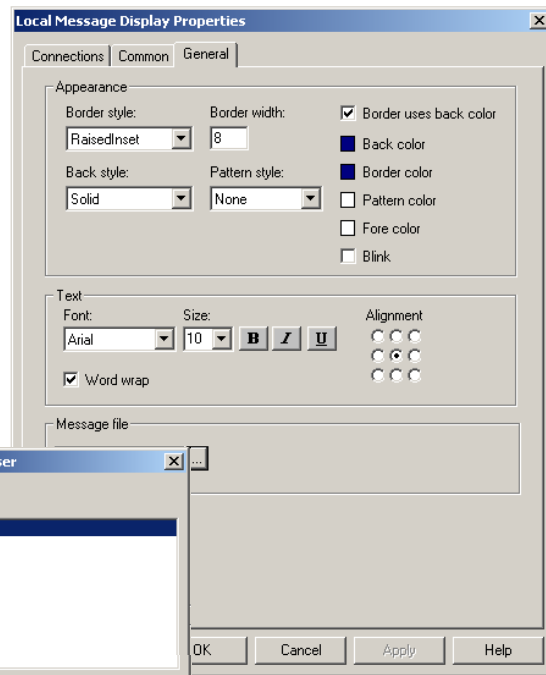 Local Message Display Properties
Connections Common General
Appearance
Border style: Border width:
RaisedInset 8 Border uses back color
Back color
Back style: Pattern style: Border color
Solid None Pattern color
Fore color
Blink
Text
Font: Size: Alignment
Arial 10 B I U
Word wrap
Message file
...
OK Cancel Apply Help